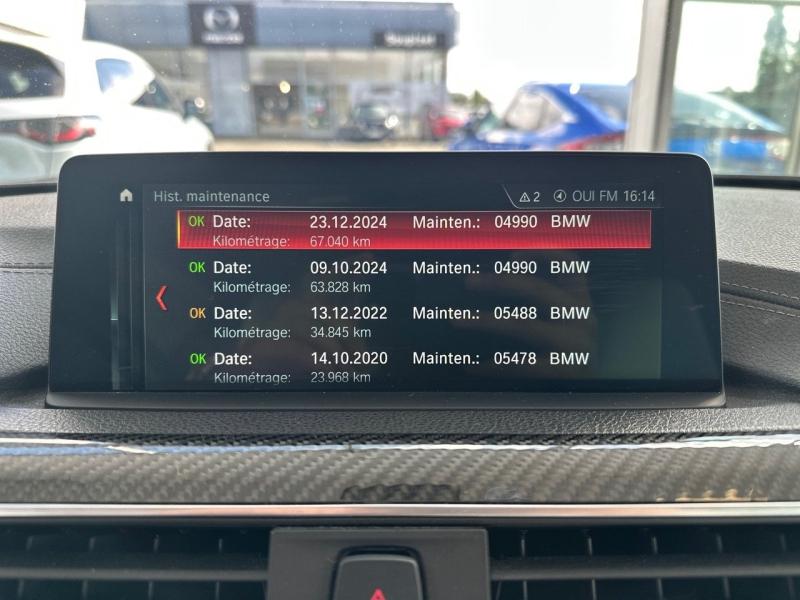 Hist. maintenance 2 OUI FM 16:14
OK Date: 23.12.2024 Mainten.: 04990 BMW
Kilométrage: 67.040 km
OK Date: 09.10.2024 Mainten.: 04990 BMW
Kilométrage: 63.828 km
OK Date: 13.12.2022 Mainten.: 05488 BMW
Kilométrage: 34.845 km
OK Date: 14.10.2020 Mainten.: 05478 BMW
Kilométrage: 23.968 km